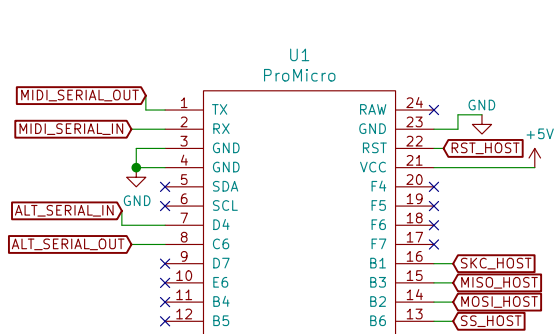 U1
ProMicro
MIDI_SERIAL_OUT 1 TX RAW 24 GND
MIDI_SERIAL_IN 2 RX GND 23 +5V
3 GND RST 22 RST_HOST
4 GND VCC 21
GND 5 SDA F4 20
ALT_SERIAL_IN 6 SCL F5 19
7 D4 F6 18
ALT_SERIAL_OUT 8 C6 F7 17
9 D7 B1 16 SKC_HOST
10 E6 B3 15 MISO_HOST
11 B4 B2 14 MOSI_HOST
12 B5 B6 13 SS_HOST